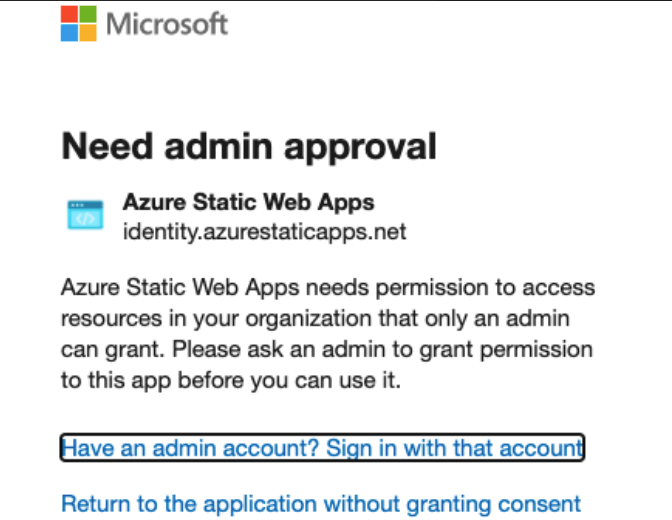 Microsoft
Need admin approval
Azure Static Web Apps
identity.azurestaticapps.net
Azure Static Web Apps needs permission to access
resources in your organization that only an admin
can grant. Please ask an admin to grant permission
to this app before you can use it.
Have an admin account? Sign in with that account
Return to the application without granting consent